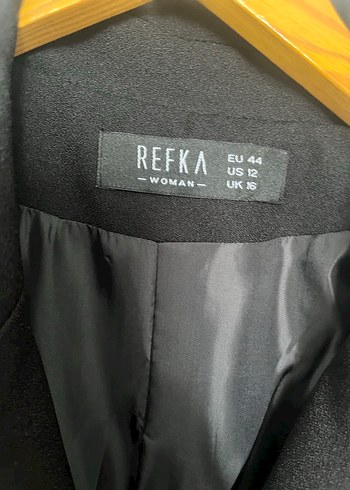 REFKA
— WOMAN —
EU 44
US 12
UK 16